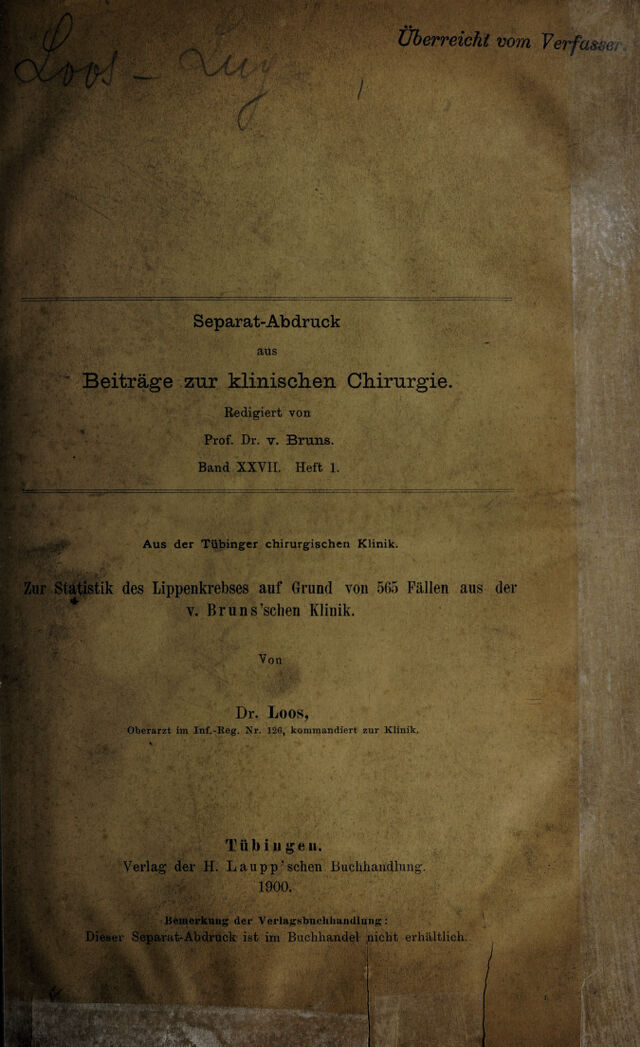 Überreicht vom Verfasser.
Loos –
Separat-Abdruck
aus
Beiträge zur klinischen Chirurgie.
Redigiert von
Prof. Dr. v. Bruns.
Band XXVII. Heft 1.
Aus der Tübinger chirurgischen Klinik.
Zur Statistik des Lippenkrebses auf Grund von 565 Fällen aus der
v. Bruns'schen Klinik.
Von
Dr. Loos,
Oberarzt im Inf.-Reg. Nr. 126, kommandiert zur Klinik.
Tübingen.
Verlag der H. Laupp'schen Buchhandlung.
1900.
Bemerkung der Verlagsbuchhandlung:
Dieser Separat-Abdruck ist im Buchhandel nicht erhältlich.